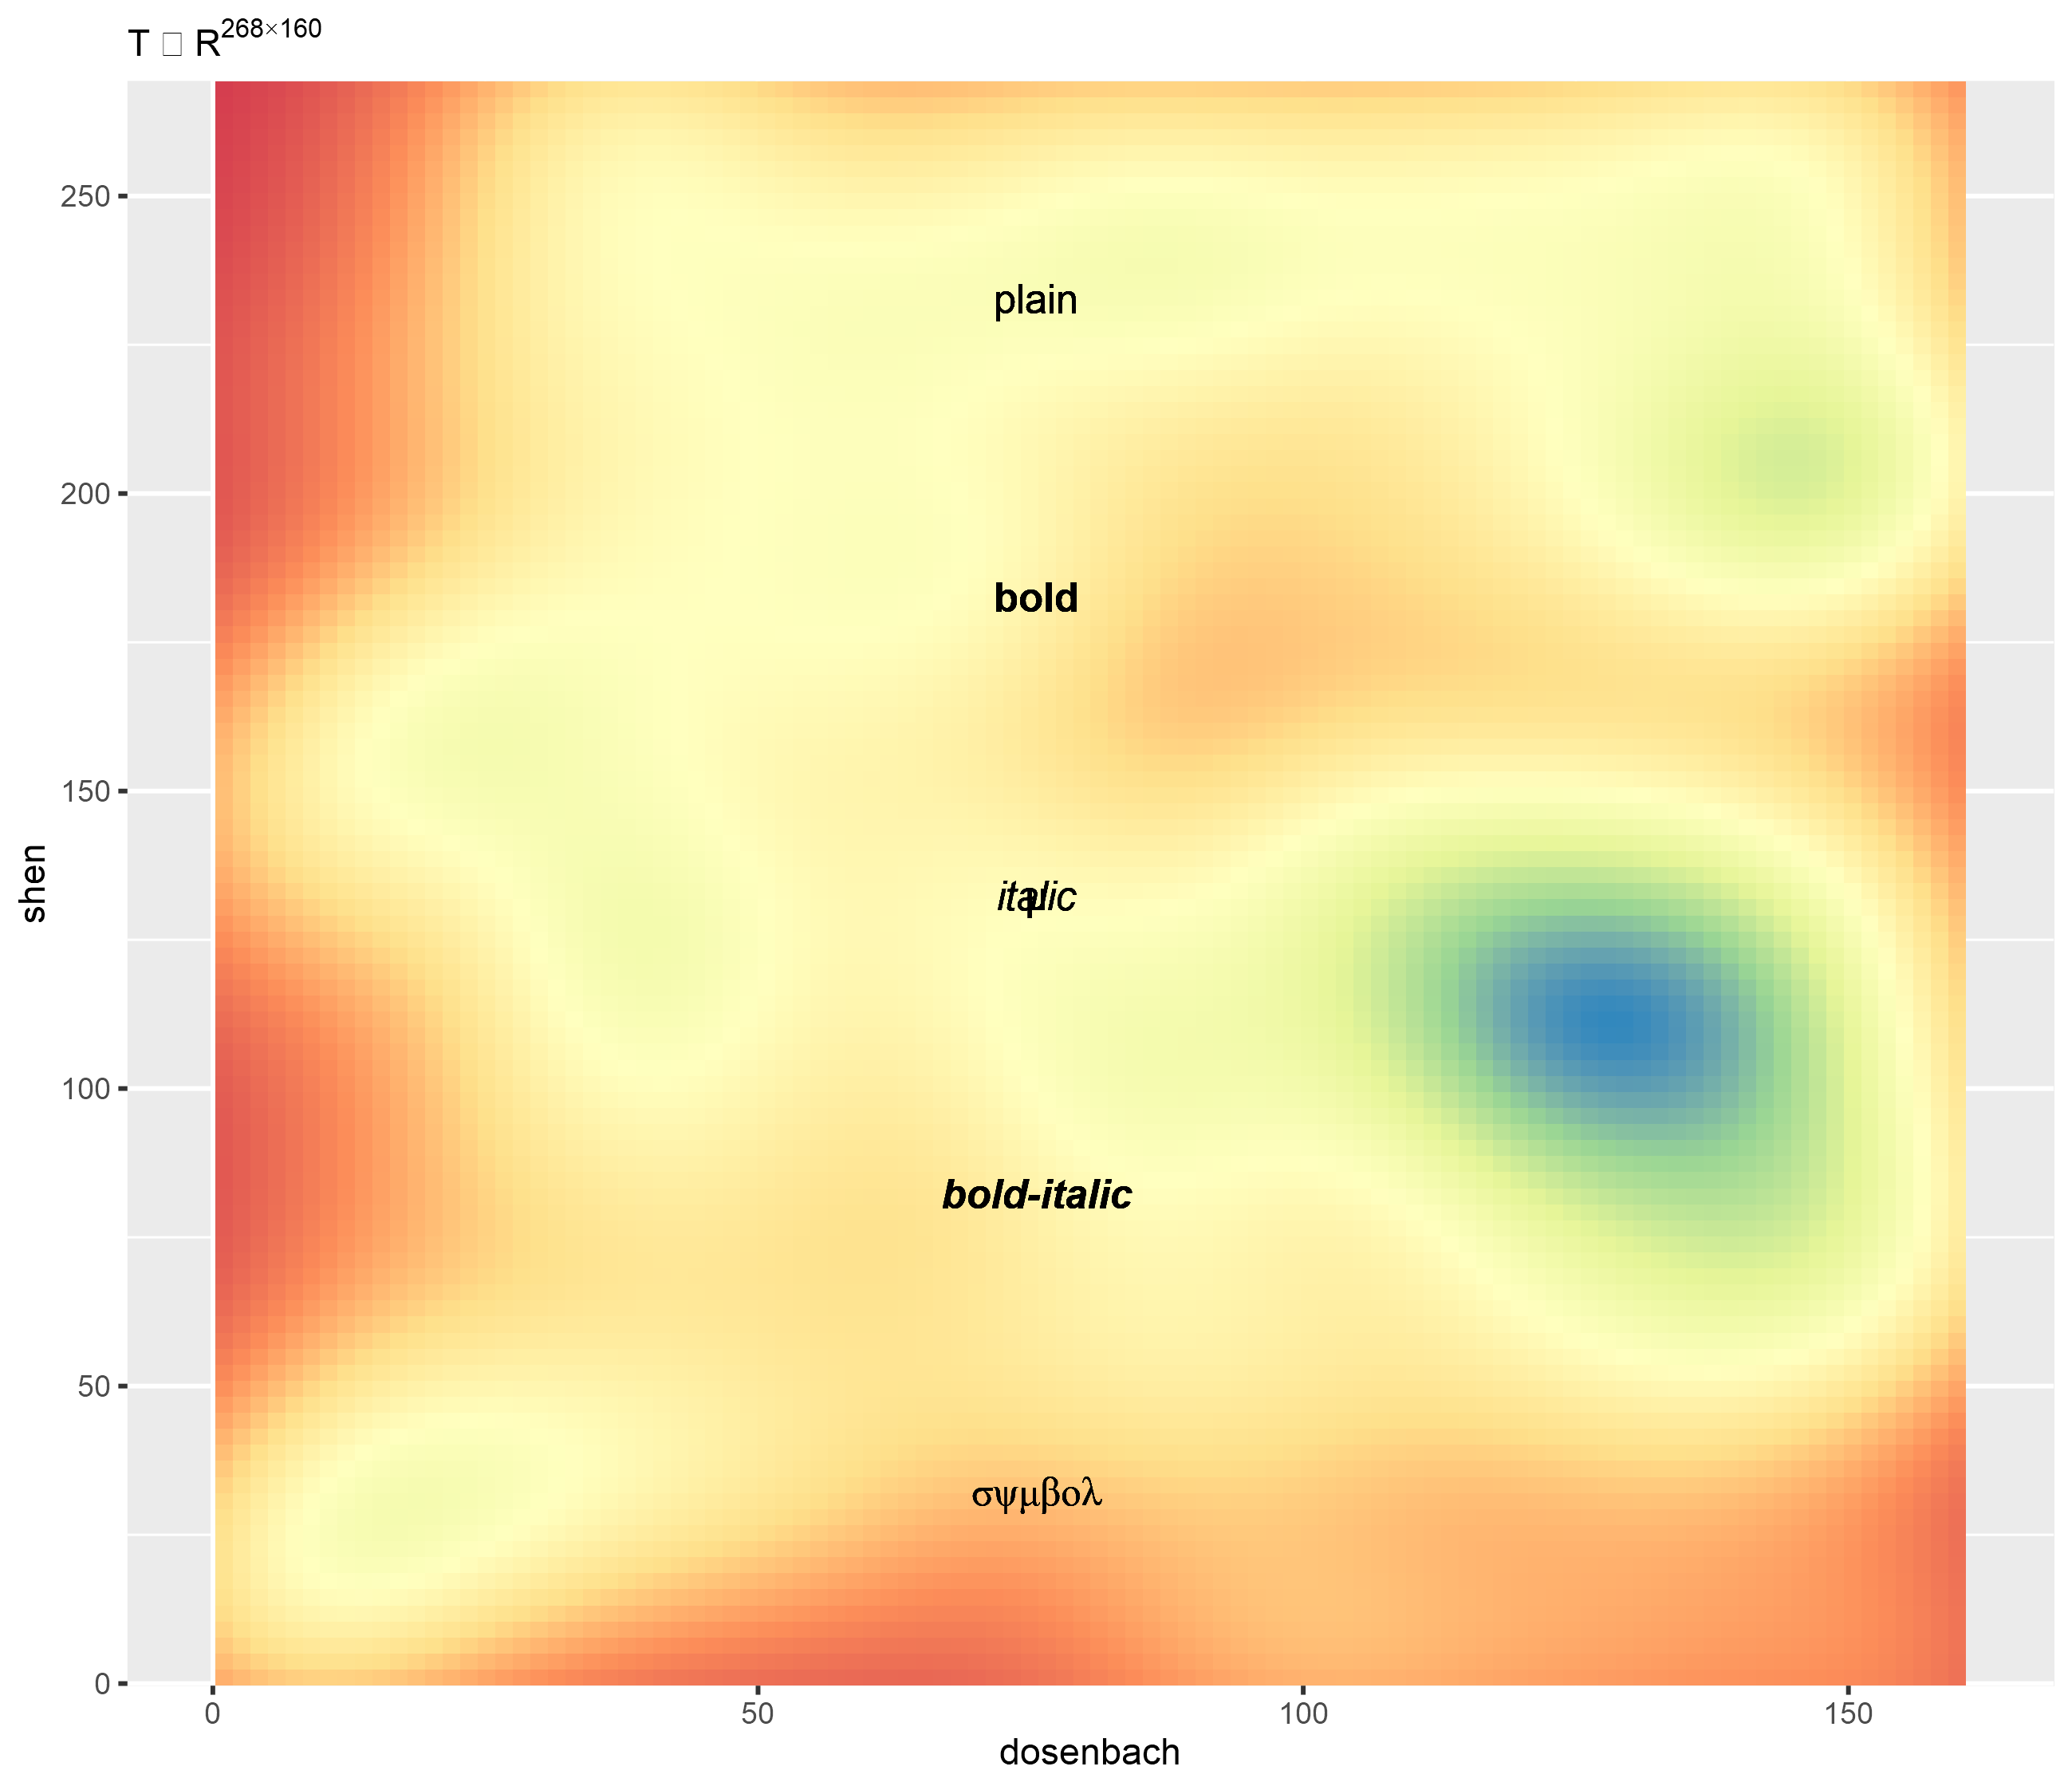 T □ R^268×160
250
plain
200
bold
150
italic
μ
shen
100
bold-italic
50
σψμβολ
0
0 50 100 150
dosenbach